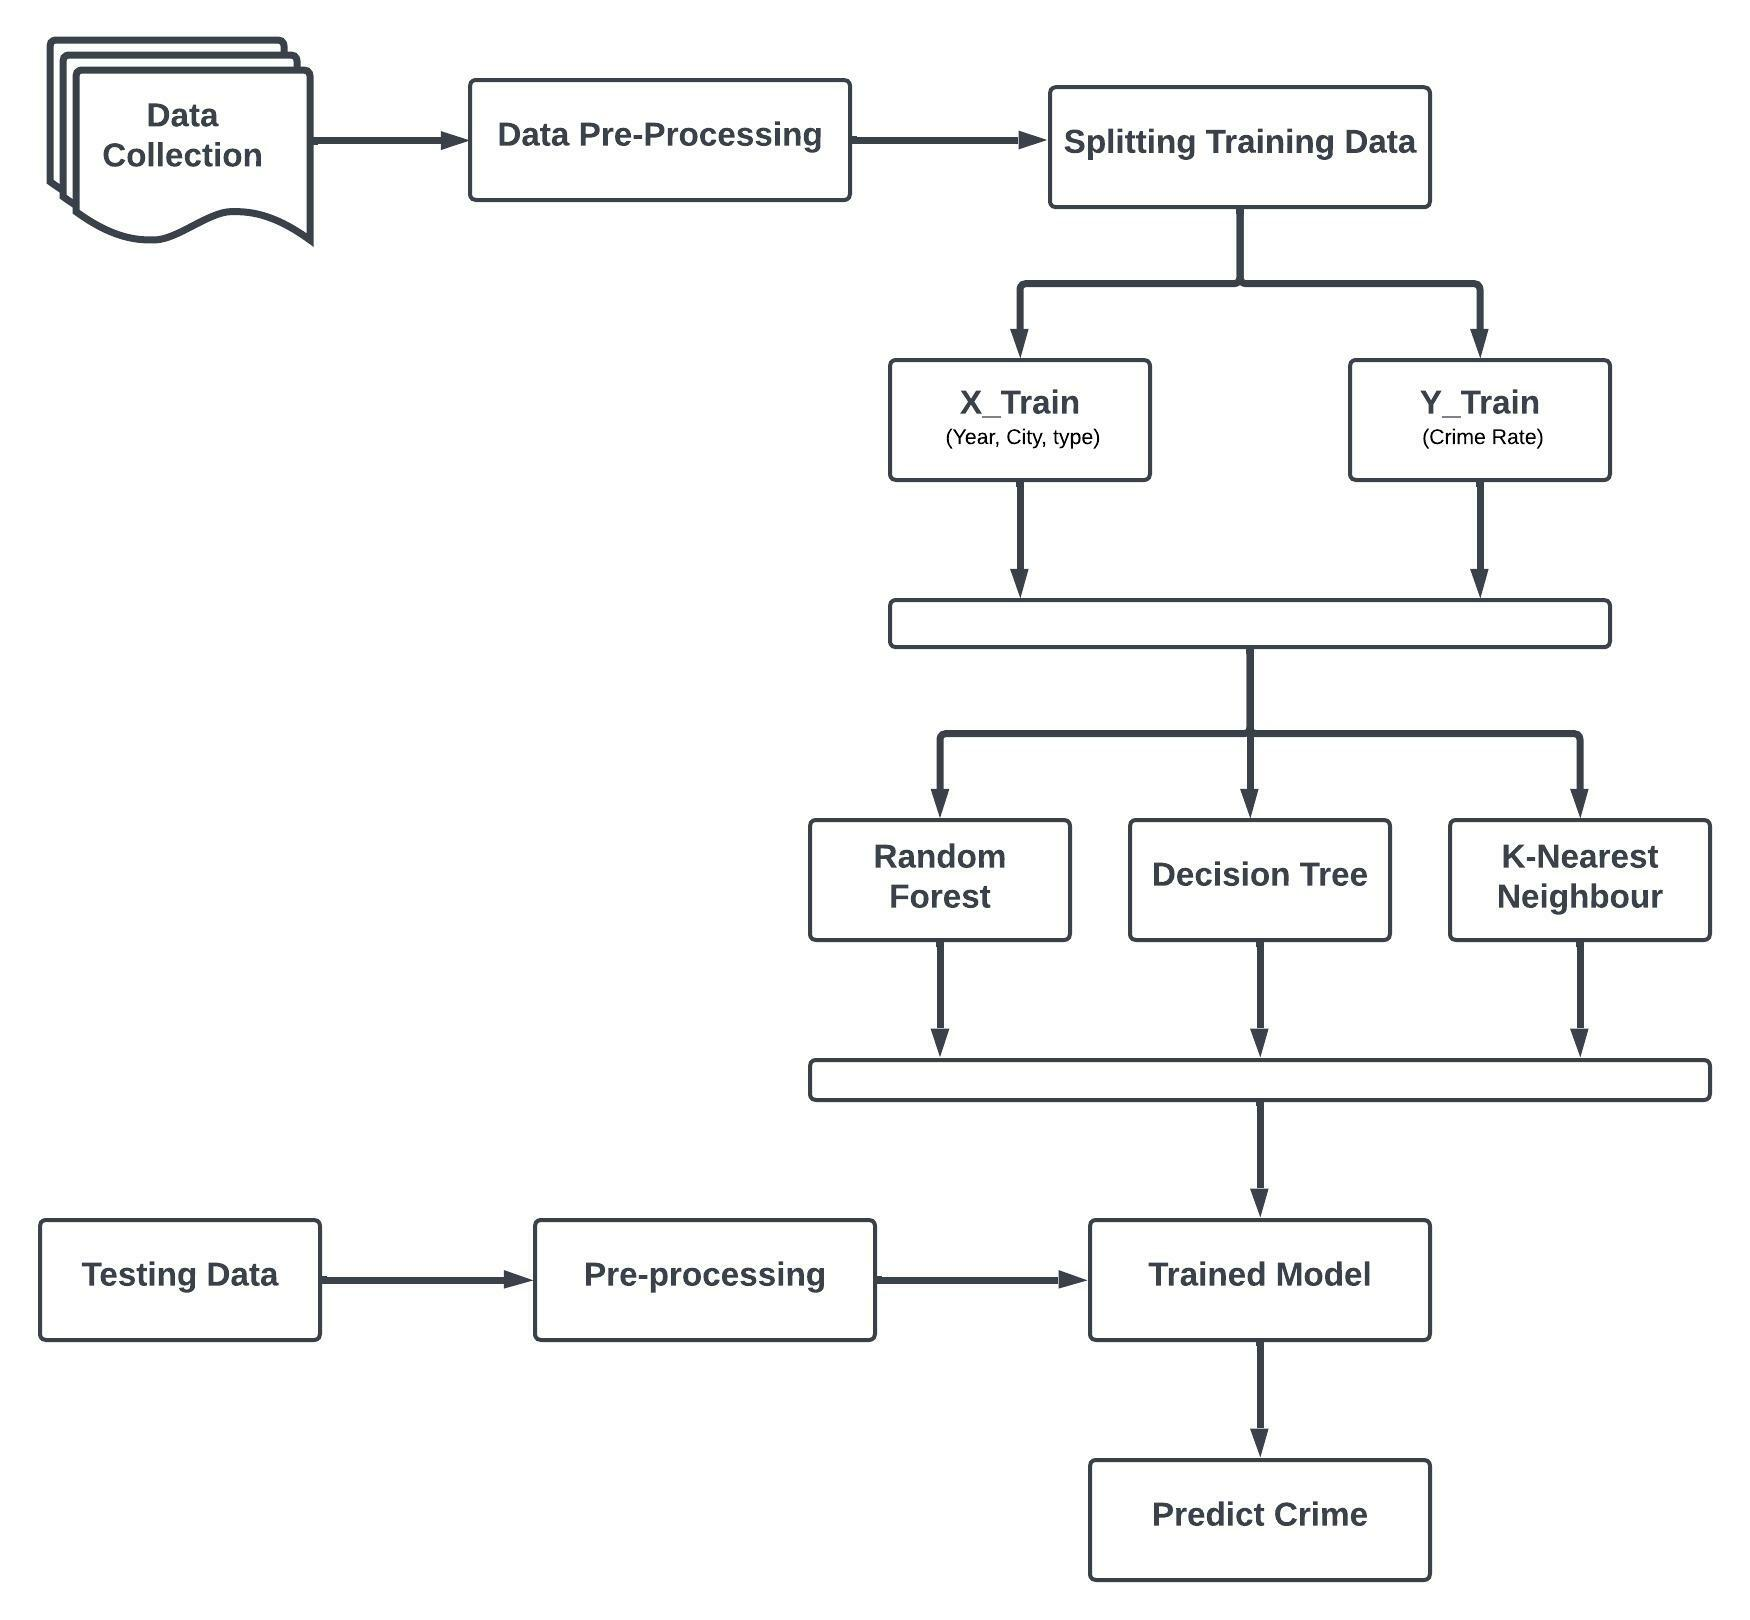 Data
Collection
Data Pre-Processing
Splitting Training Data
X_Train
(Year, City, type)
Y_Train
(Crime Rate)
Random
Forest
Decision Tree
K-Nearest
Neighbour
Testing Data
Pre-processing
Trained Model
Predict Crime